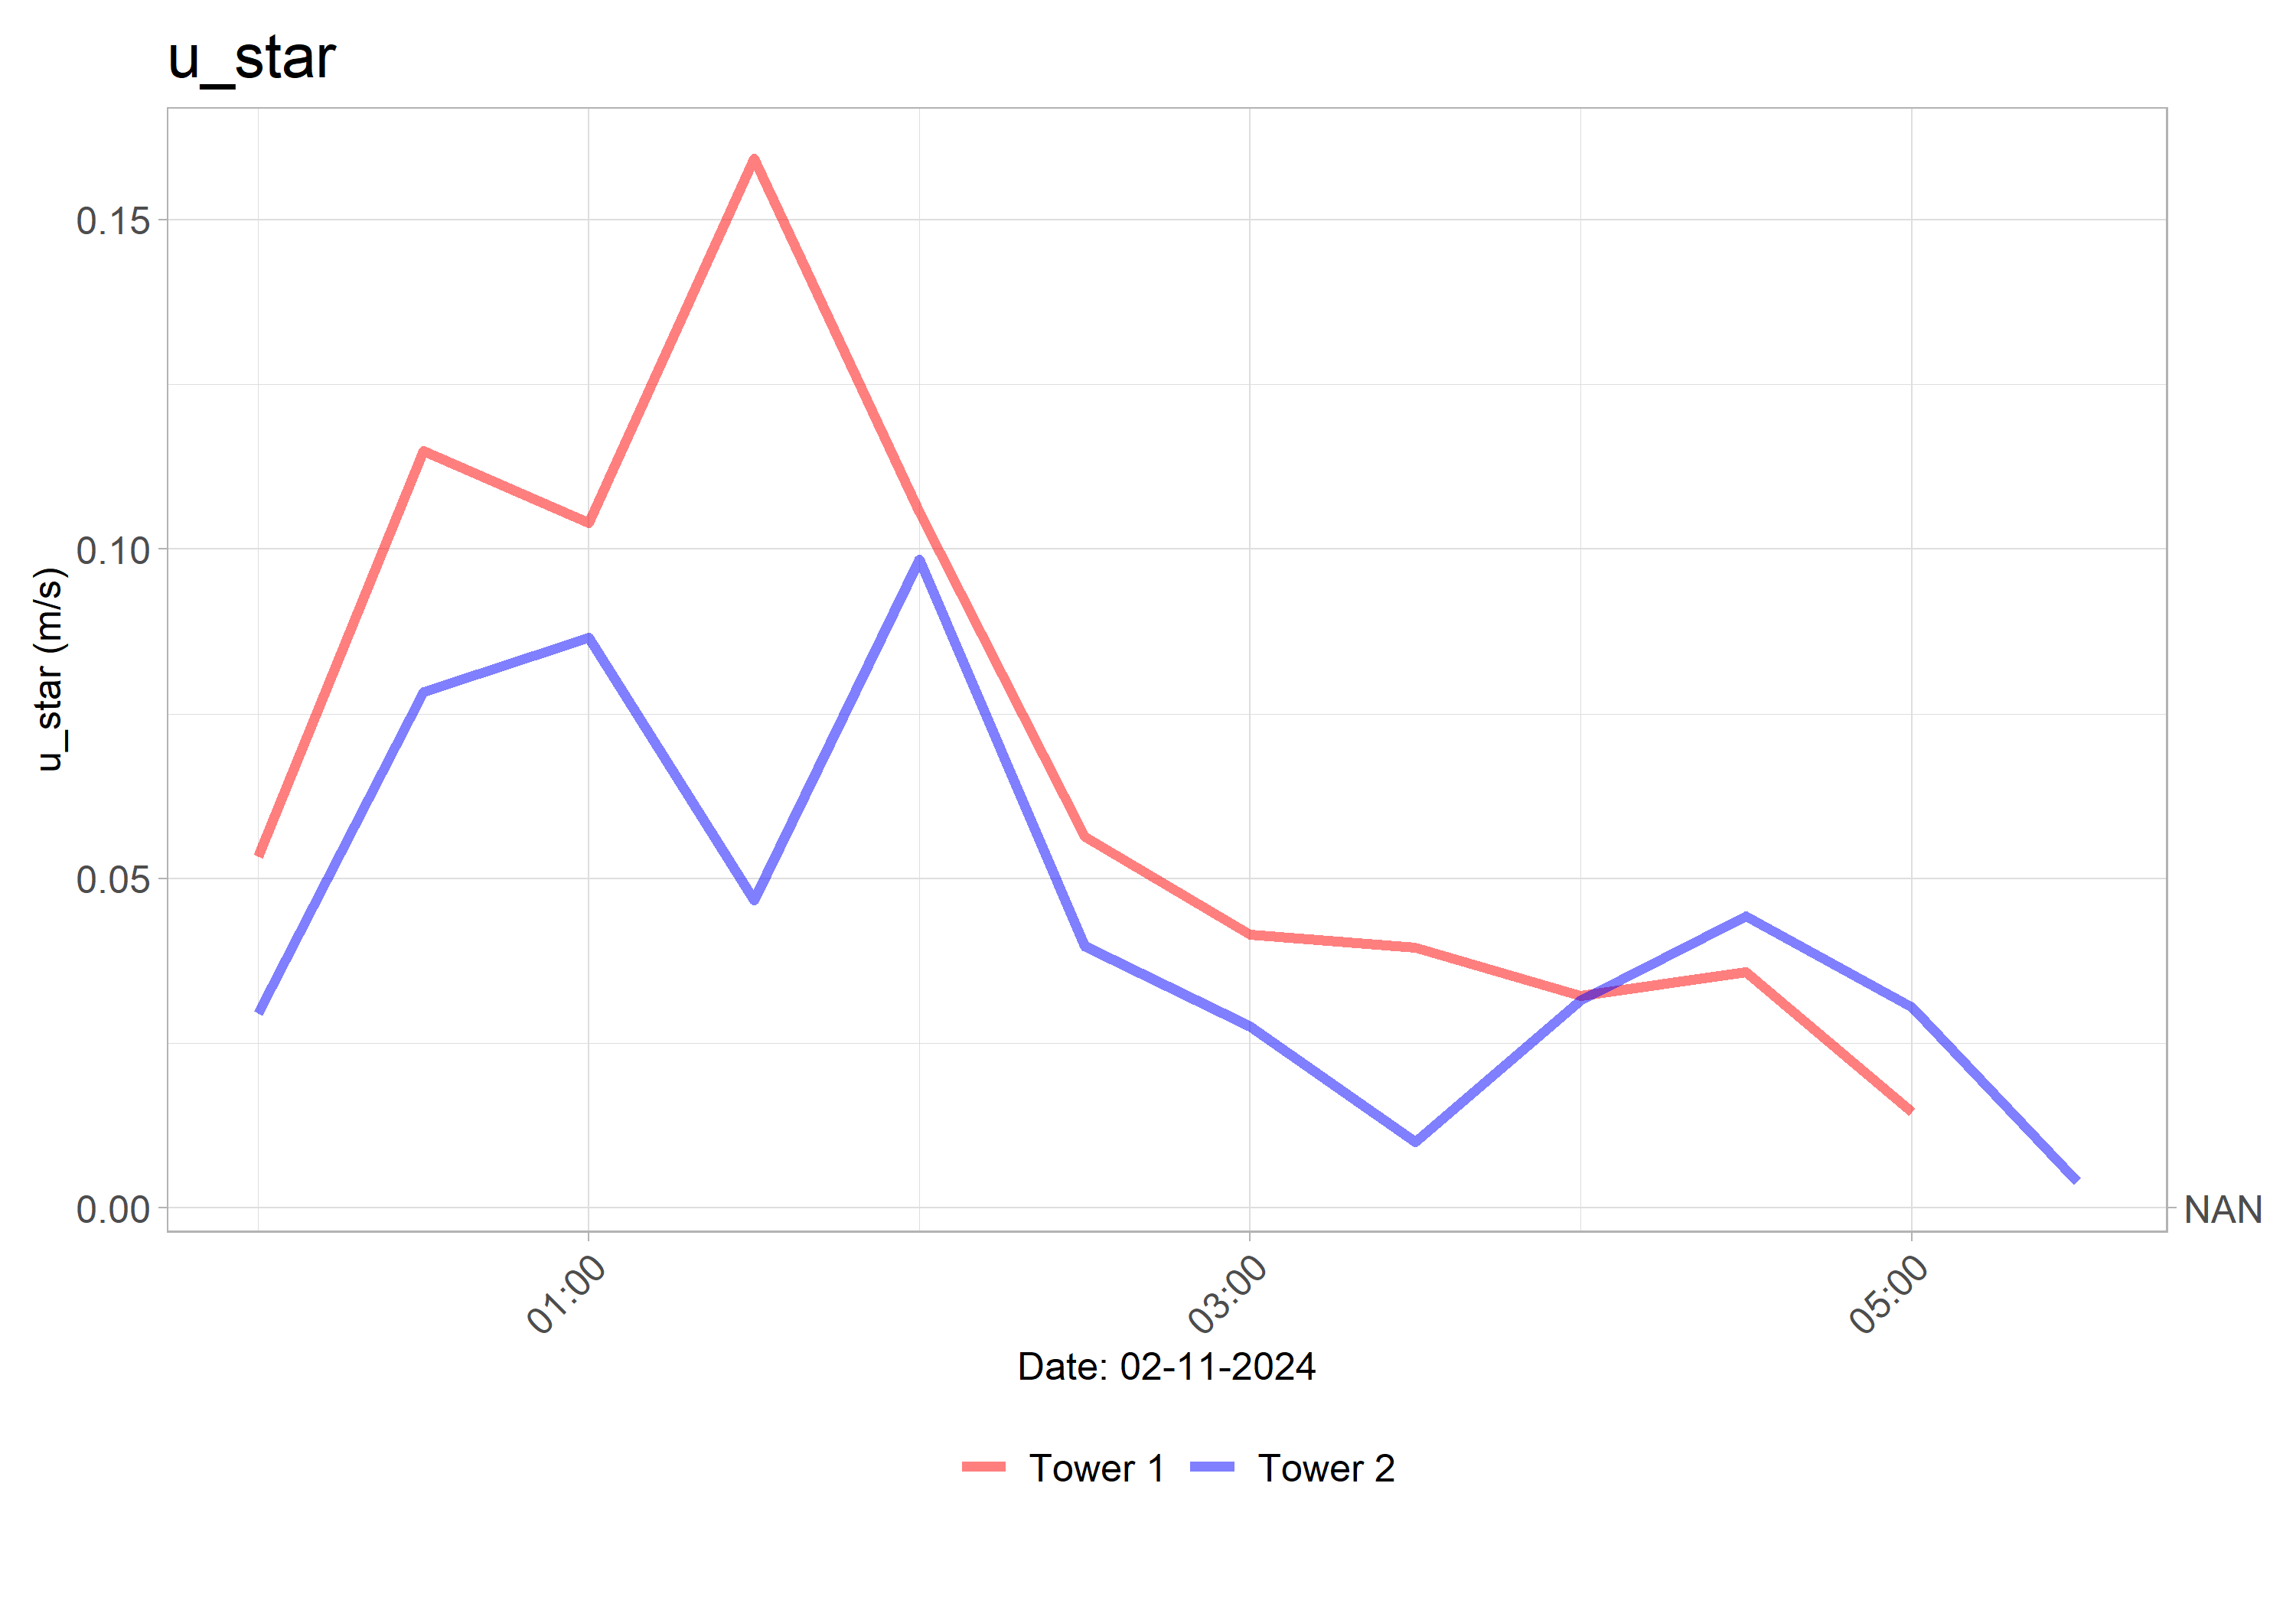 u_star
0.15
0.10
0.05
0.00
u_star (m/s)
NAN
01:00
03:00
05:00
Date: 02-11-2024
Tower 1
Tower 2